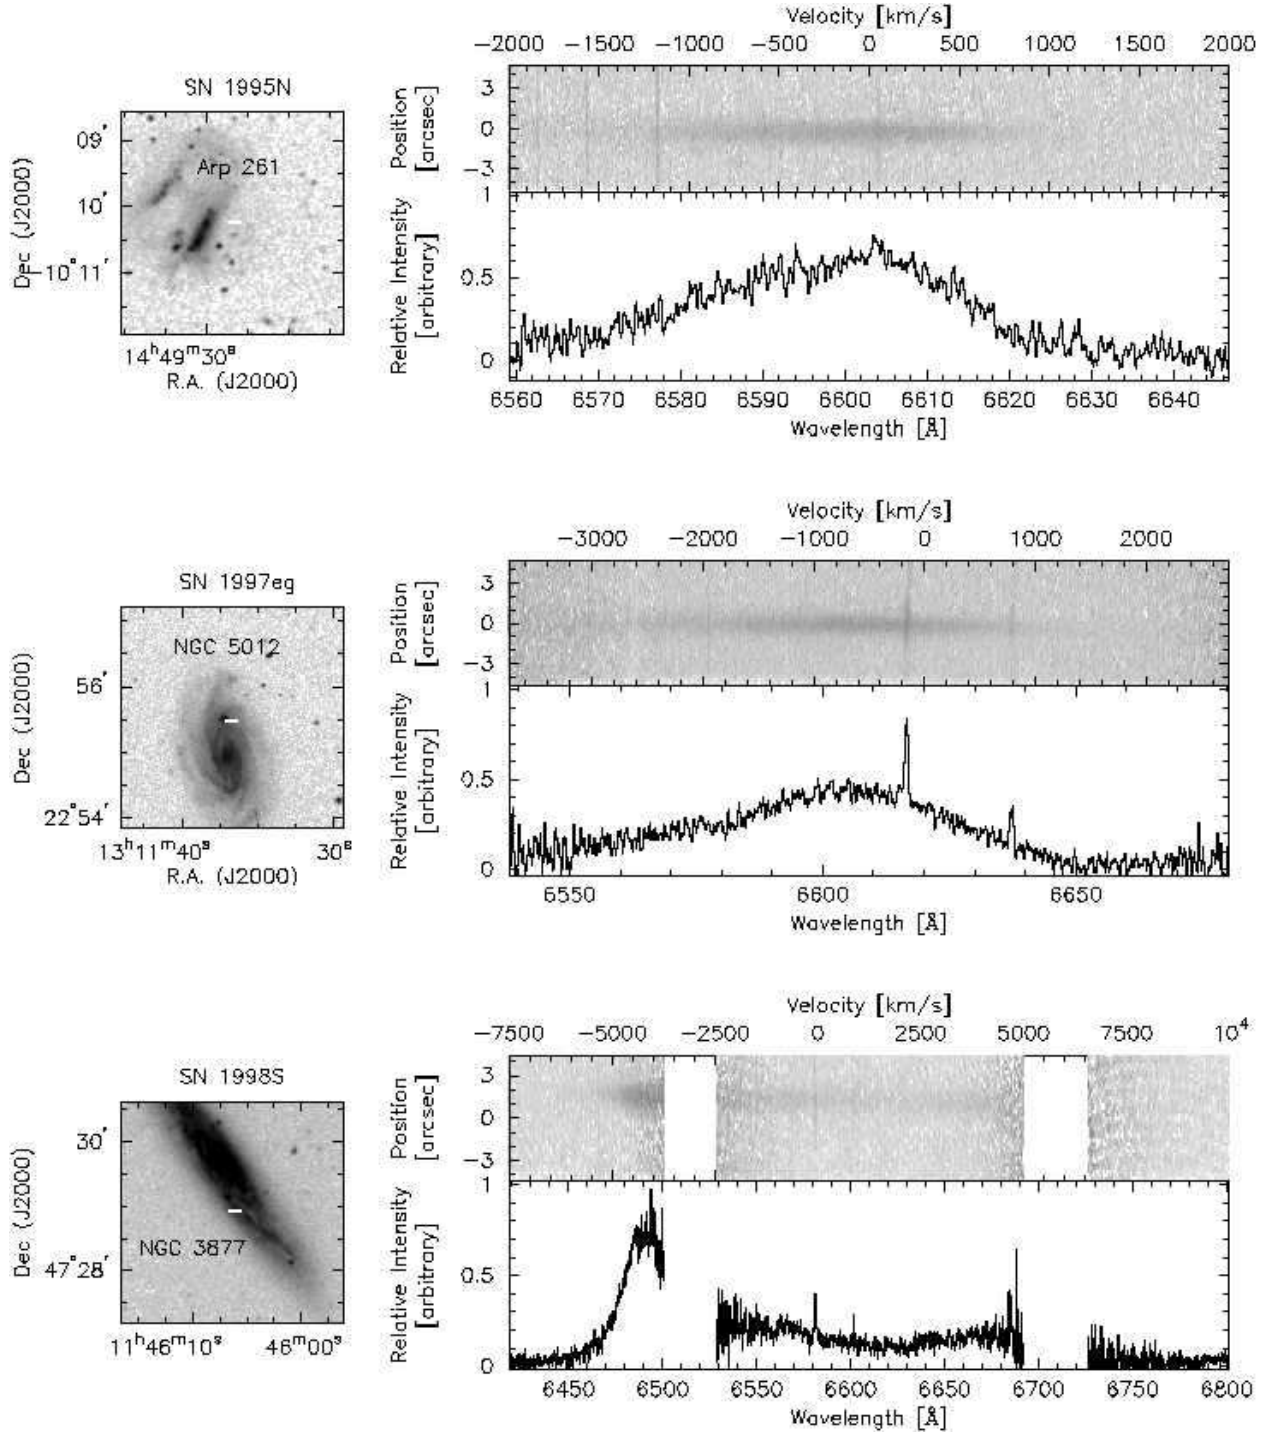 Velocity [km/s]
−2000 −1500 −1000 −500 0 500 1000 1500 2000
SN 1995N
Arp 261
09′
10′
−10°11′
Dec (J2000)
14ʰ49ᵐ30ˢ
R.A. (J2000)
Position
[arcsec]
3
0
−3
Relative Intensity
[arbitrary]
1
0.5
0
6560 6570 6580 6590 6600 6610 6620 6630 6640
Wavelength [Å]
Velocity [km/s]
−3000 −2000 −1000 0 1000 2000
SN 1997eg
NGC 5012
56′
22°54′
Dec (J2000)
13ʰ11ᵐ40ˢ 30ˢ
R.A. (J2000)
Position
[arcsec]
3
0
−3
Relative Intensity
[arbitrary]
1
0.5
0
6550 6600 6650
Wavelength [Å]
Velocity [km/s]
−7500 −5000 −2500 0 2500 5000 7500 10⁴
SN 1998S
NGC 3877
30′
47°28′
Dec (J2000)
11ʰ46ᵐ10ˢ 46ᵐ00ˢ
R.A. (J2000)
Position
[arcsec]
3
0
−3
Relative Intensity
[arbitrary]
1
0.5
0
6450 6500 6550 6600 6650 6700 6750 6800
Wavelength [Å]